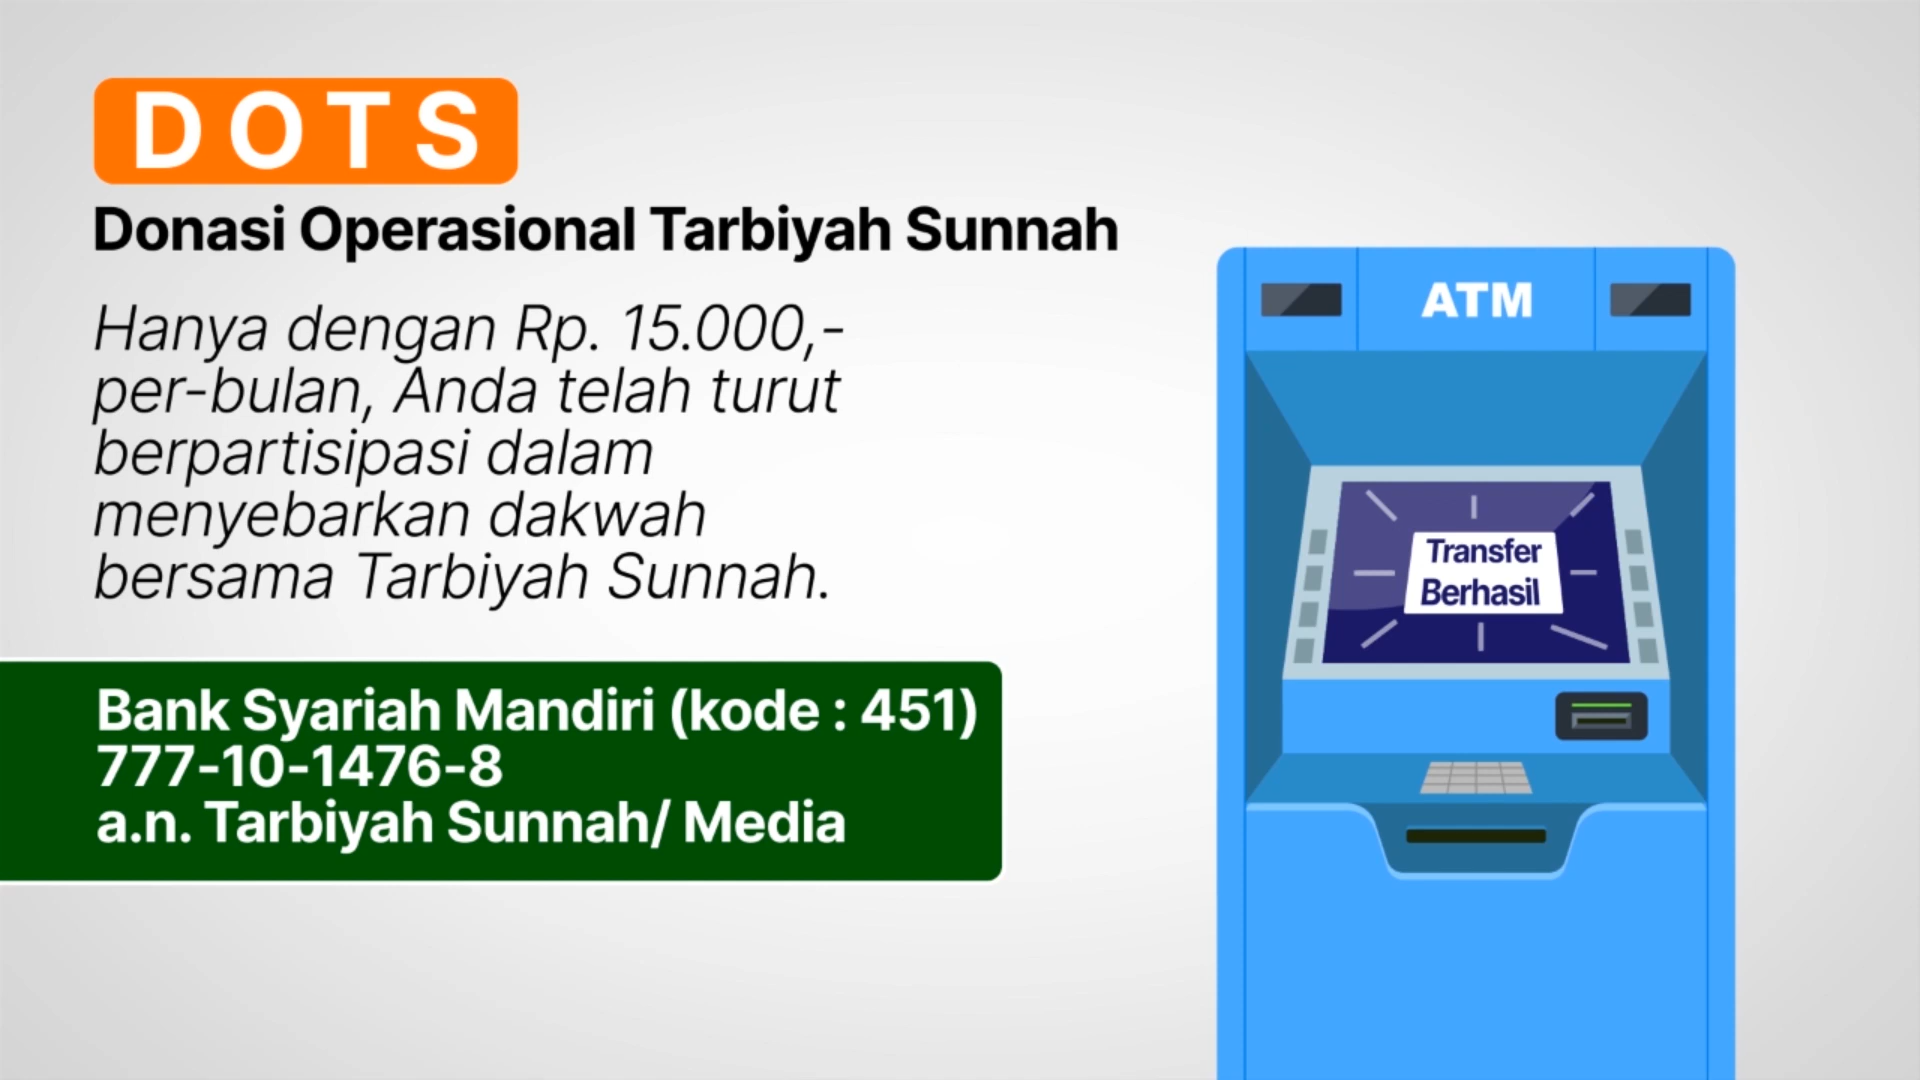 DOTS
Donasi Operasional Tarbiyah Sunnah
Hanya dengan Rp. 15.000,-
per-bulan, Anda telah turut
berpartisipasi dalam
menyebarkan dakwah
bersama Tarbiyah Sunnah.
Bank Syariah Mandiri (kode : 451)
777-10-1476-8
a.n. Tarbiyah Sunnah/ Media
ATM
Transfer
Berhasil